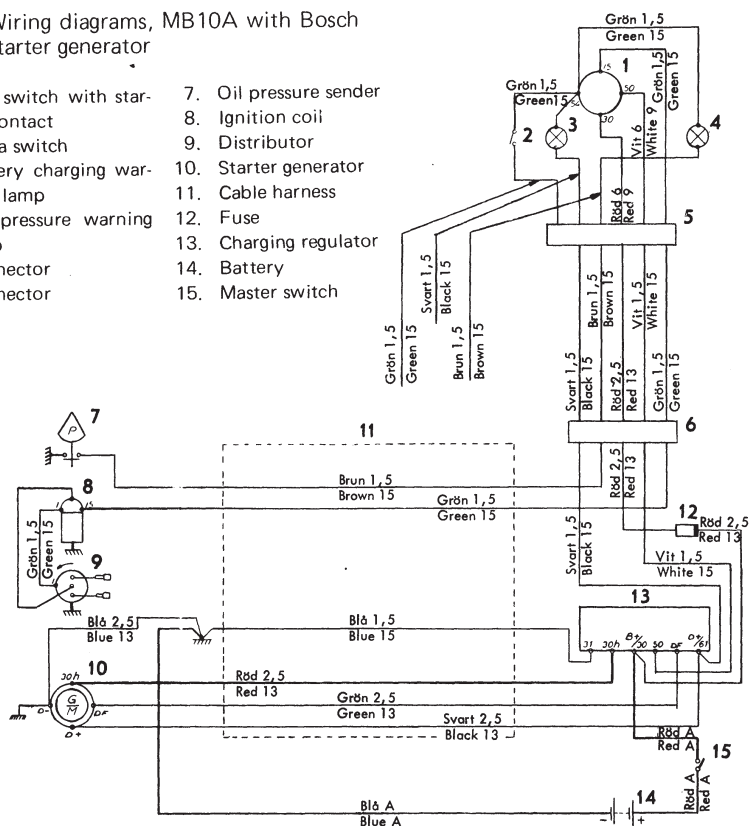 Wiring diagrams, MB10A with Bosch
starter generator
switch with star-
ontact
a switch
ery charging war-
lamp
pressure warning
nector
nector
7. Oil pressure sender
8. Ignition coil
9. Distributor
10. Starter generator
11. Cable harness
12. Fuse
13. Charging regulator
14. Battery
15. Master switch
Grön 1,5
Green 15
1
15
50
54
30
Grön 1,5
Green 15
Grön 1,5
Green 15
2
3
4
Vit 6
White 9
Röd 6
Red 9
5
Svart 1,5
Black 15
Grön 1,5
Green 15
Brun 1,5
Brown 15
Brun 1,5
Brown 15
Vit 1,5
White 15
Svart 1,5
Black 15
Röd 2,5
Red 13
Grön 1,5
Green 15
6
7
P
11
Brun 1,5
Brown 15
Röd 2,5
Red 13
8
1
15
Grön 1,5
Green 15
12
Röd 2,5
Red 13
Grön 1,5
Green 15
Svart 1,5
Black 15
Vit 1,5
White 15
9
1
13
Blå 2,5
Blue 13
Blå 1,5
Blue 15
31
30h
B+/30
50
DF
D+/61
10
30h
G
M
D-
DF
D+
Röd 2,5
Red 13
Grön 2,5
Green 13
Svart 2,5
Black 13
Röd A
Red A
15
Röd A
Red A
14
Blå A
Blue A
-
+